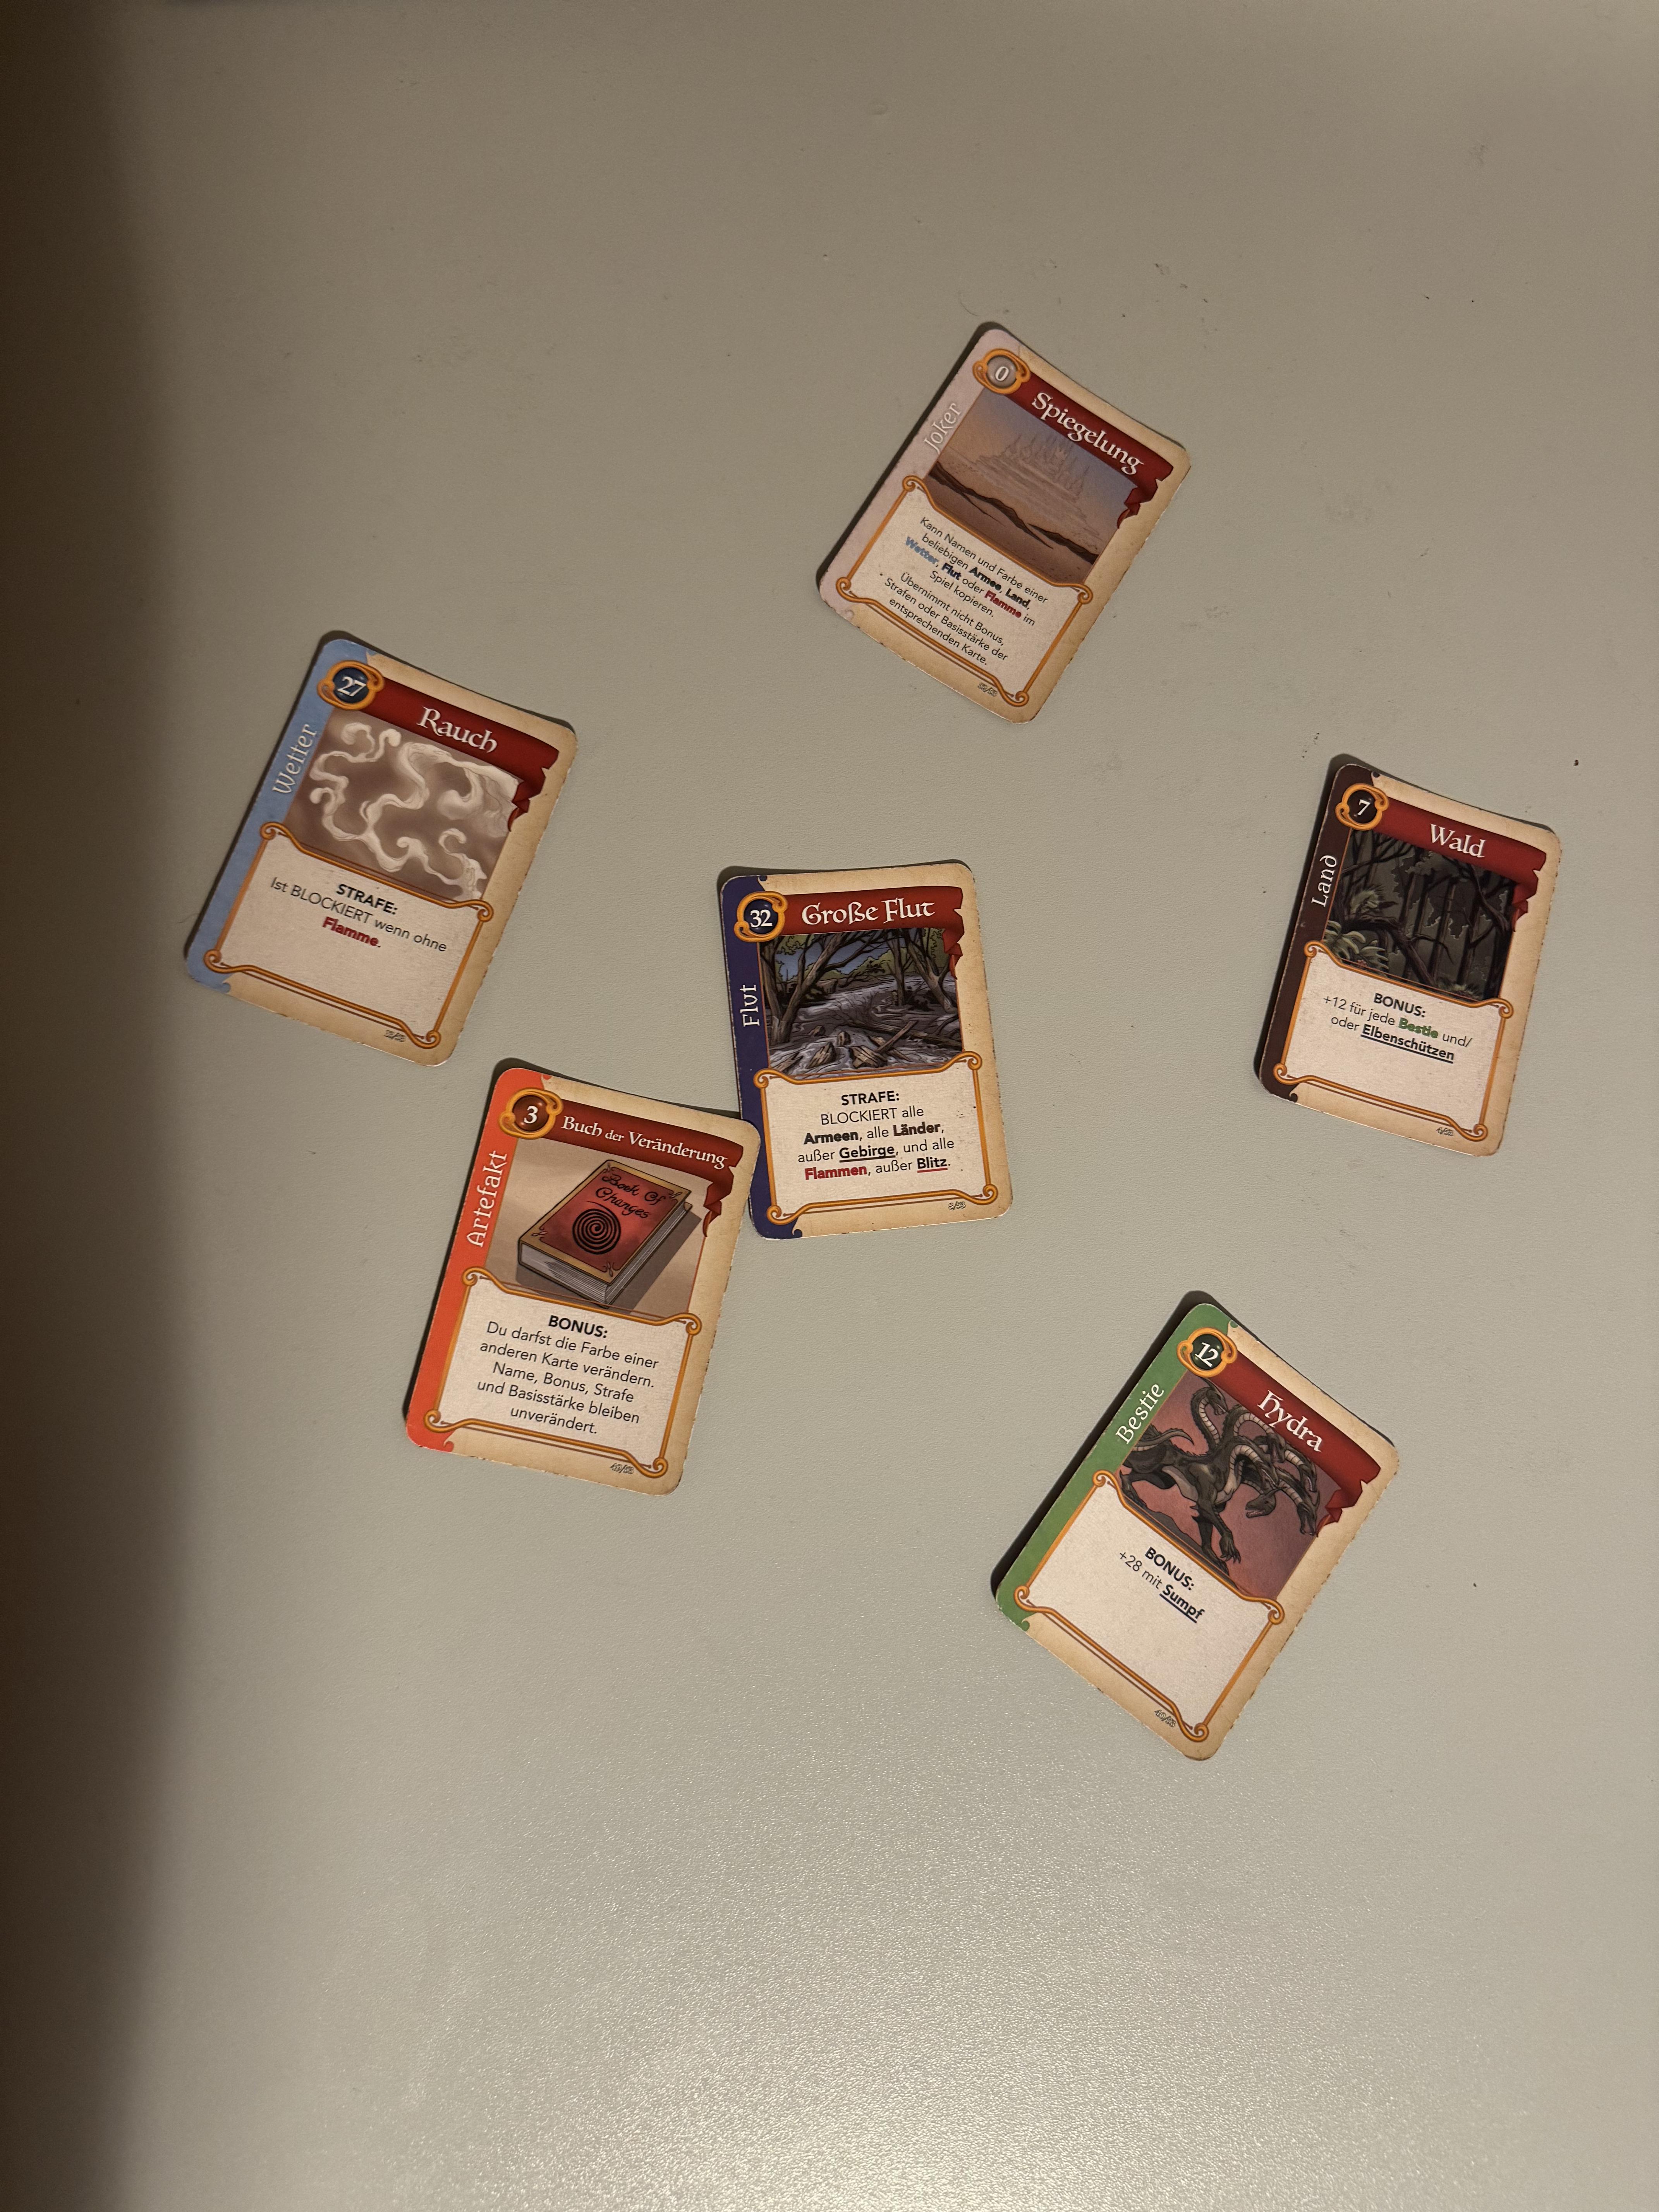 0
Spiegelung
Joker
Kann Namen und Farbe einer
beliebigen Armee, Land,
Wetter, Flut oder Flamme im
Spiel kopieren.
Übernimmt nicht Bonus,
Strafen oder Basisstärke der
entsprechenden Karte.
27
Rauch
Wetter
STRAFE:
Ist BLOCKIERT wenn ohne
Flamme.
7
Wald
Land
BONUS:
+12 für jede Bestie und/
oder Elbenschützen
32
Große Flut
Flut
STRAFE:
BLOCKIERT alle
Armeen, alle Länder,
außer Gebirge, und alle
Flammen, außer Blitz.
3
Buch der Veränderung
Artefakt
Book Of
Changes
BONUS:
Du darfst die Farbe einer
anderen Karte verändern.
Name, Bonus, Strafe
und Basisstärke bleiben
unverändert.
12
Hydra
Bestie
BONUS:
+28 mit Sumpf